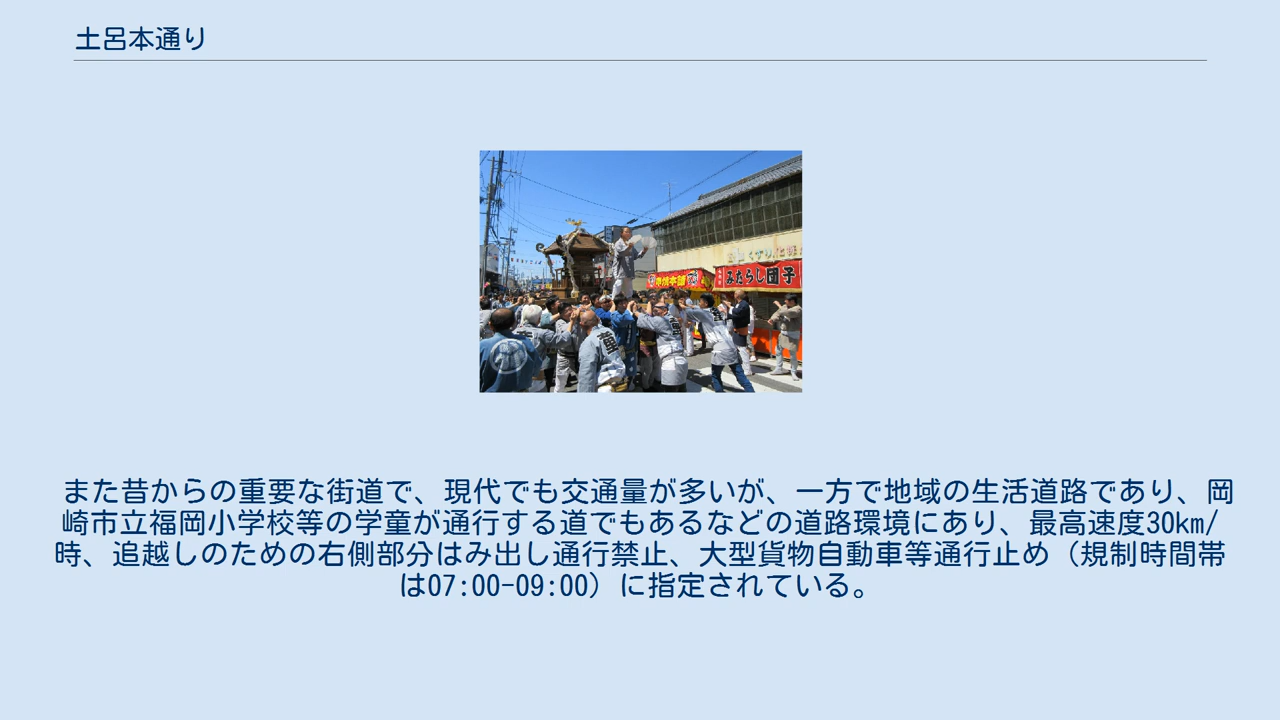 土呂本通り
みたらし団子
また昔からの重要な街道で、現代でも交通量が多いが、一方で地域の生活道路であり、岡
崎市立福岡小学校等の学童が通行する道でもあるなどの道路環境にあり、最高速度30km/
時、追越しのための右側部分はみ出し通行禁止、大型貨物自動車等通行止め（規制時間帯
は07:00-09:00）に指定されている。